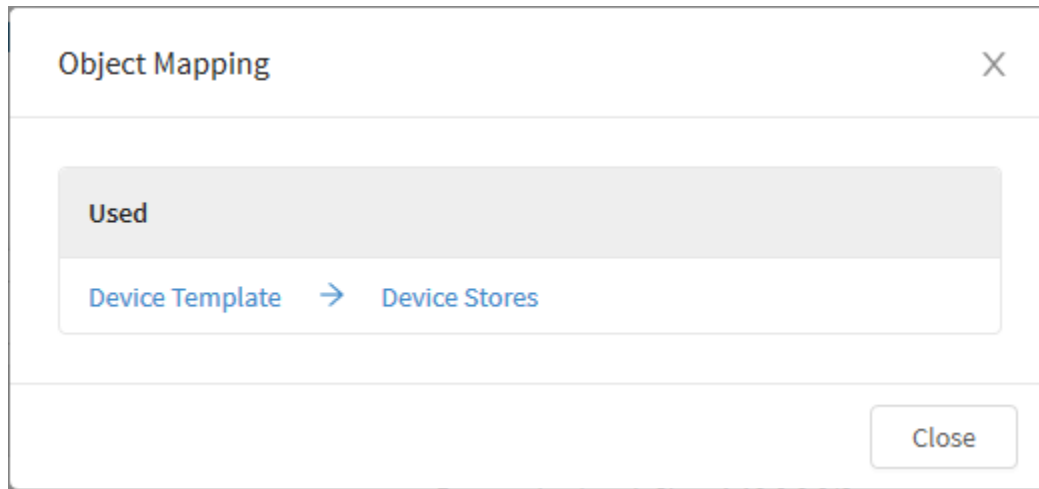 Object Mapping
Used
Device Template → Device Stores
Close